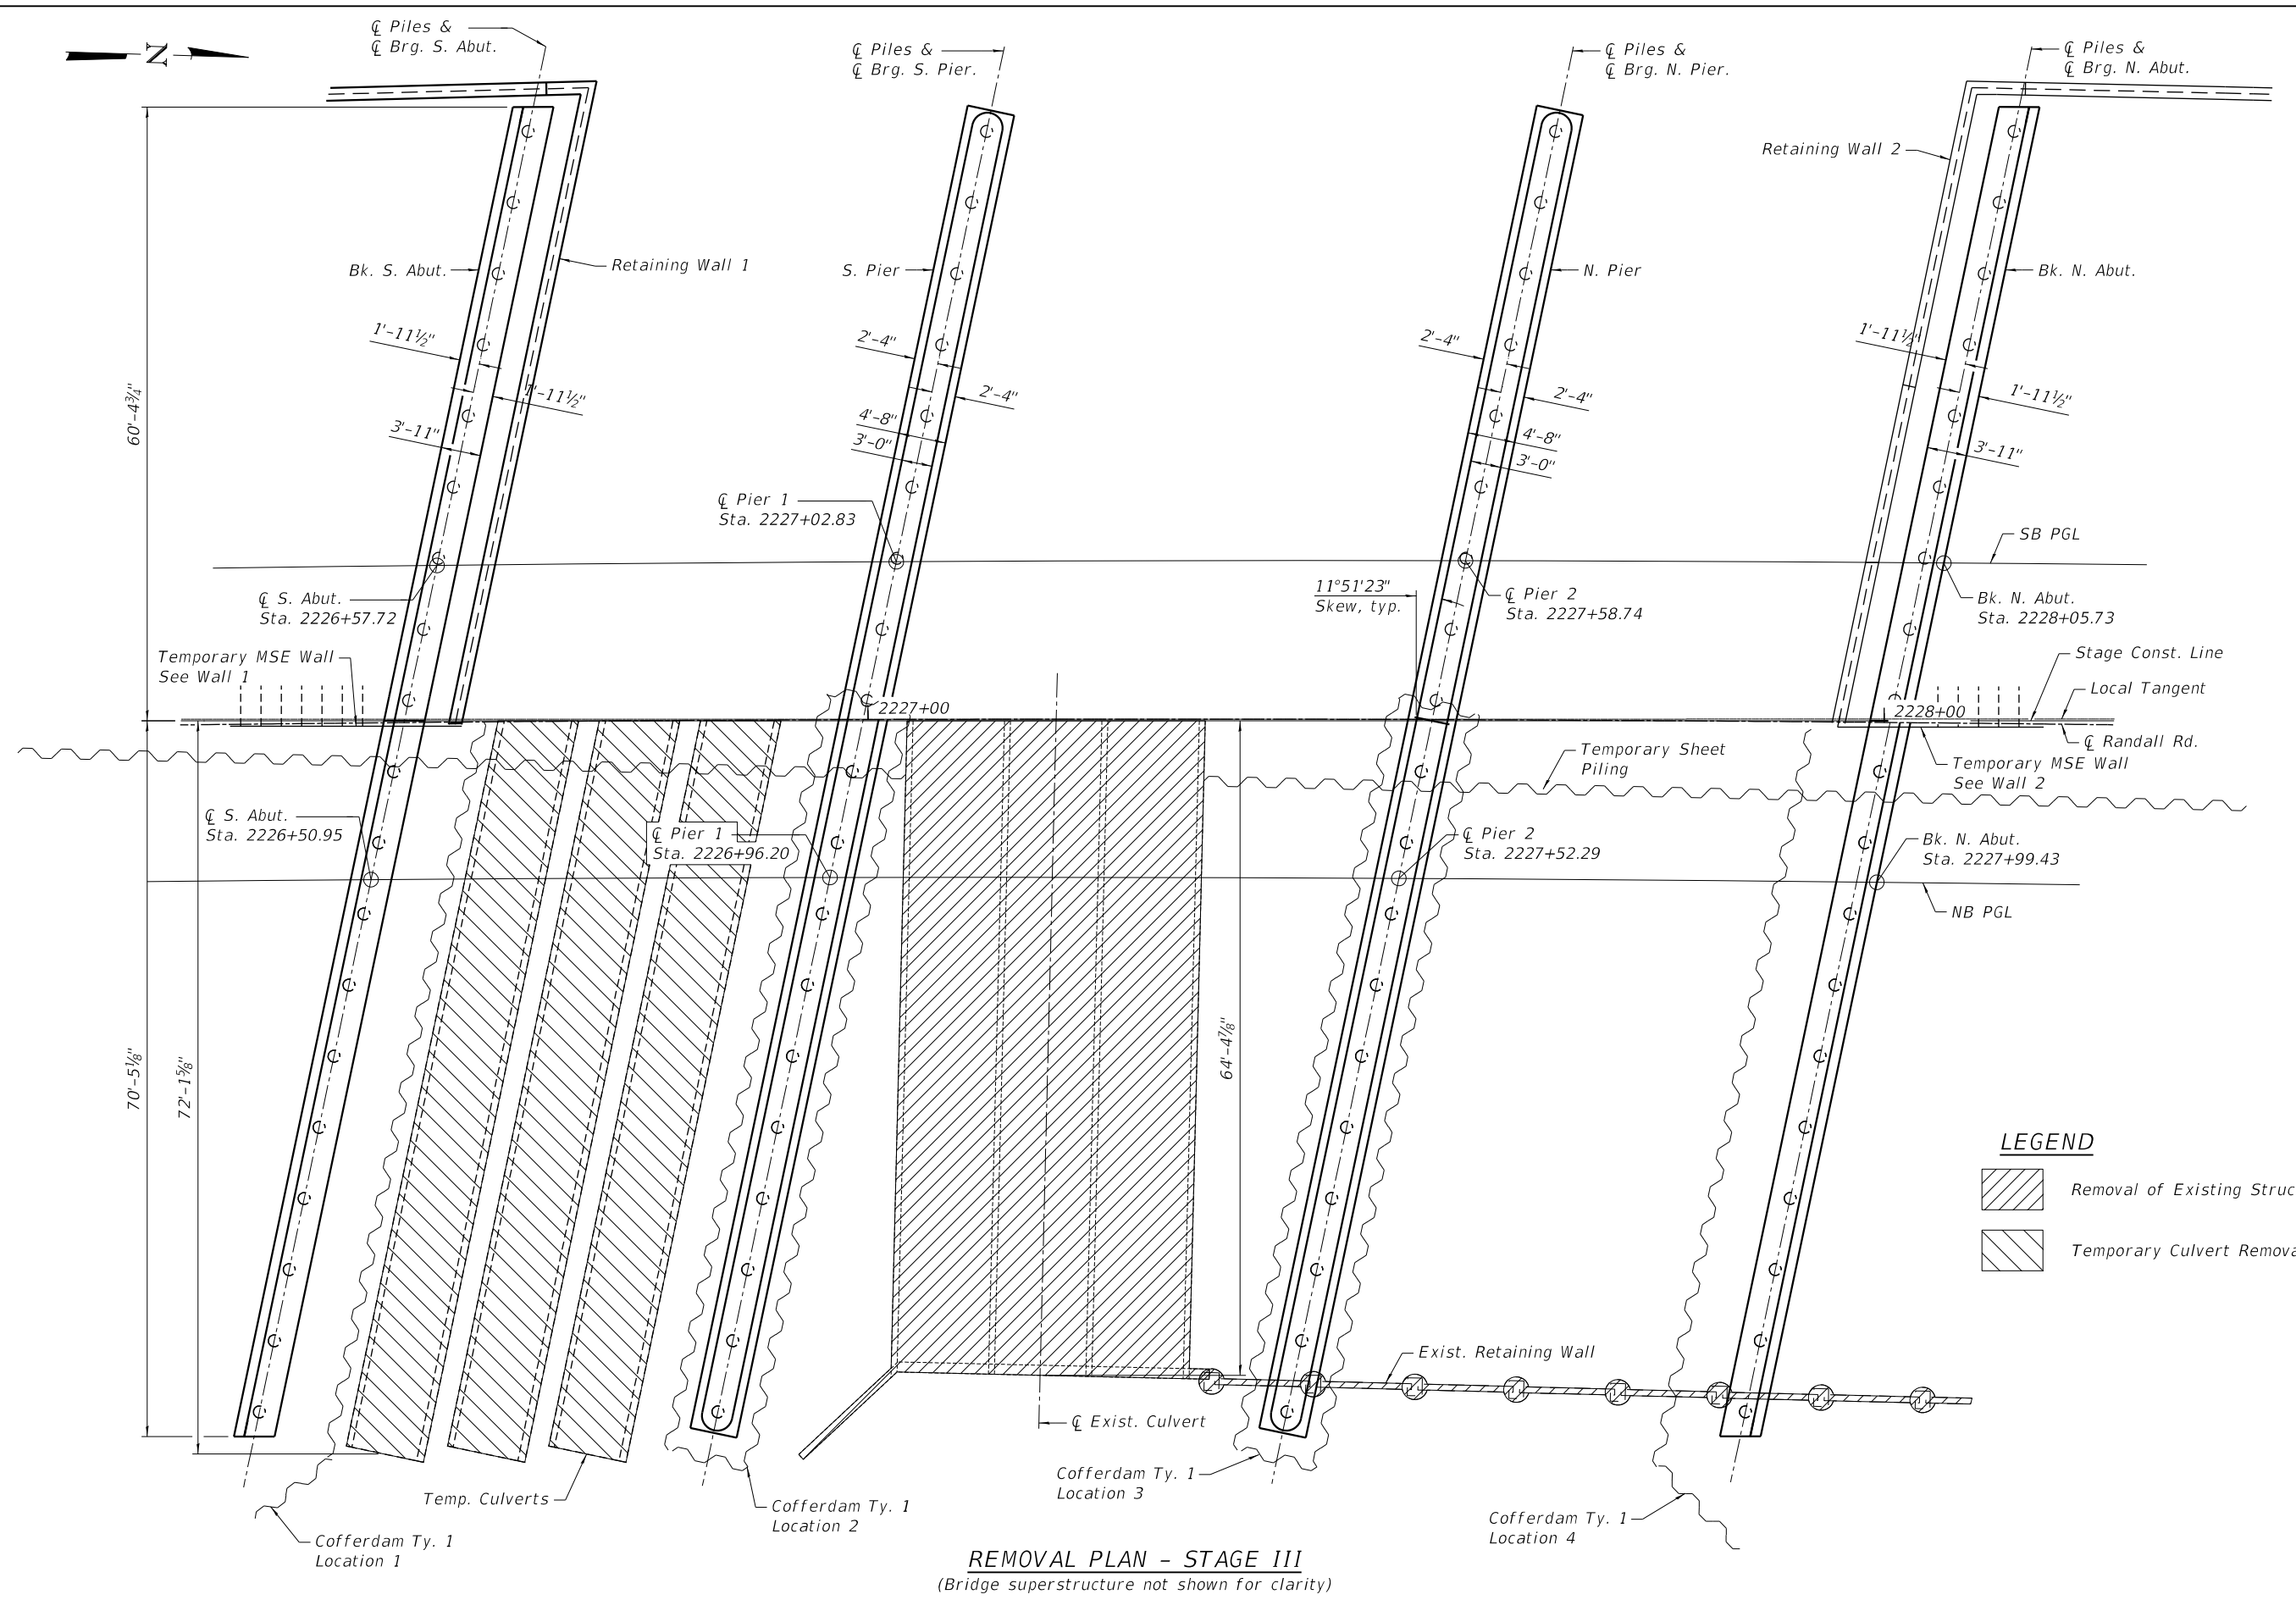 N
℄ Piles &
℄ Brg. S. Abut.
℄ Piles &
℄ Brg. S. Pier.
℄ Piles &
℄ Brg. N. Pier.
℄ Piles &
℄ Brg. N. Abut.
Retaining Wall 2
Bk. S. Abut.
Retaining Wall 1
S. Pier
N. Pier
Bk. N. Abut.
1'-11½"
1'-11½"
3'-11"
2'-4"
2'-4"
4'-8"
3'-0"
2'-4"
2'-4"
4'-8"
3'-0"
1'-11½"
1'-11½"
3'-11"
60'-4¾"
℄ Pier 1
Sta. 2227+02.83
SB PGL
℄ S. Abut.
Sta. 2226+57.72
11°51'23"
Skew, typ.
℄ Pier 2
Sta. 2227+58.74
Bk. N. Abut.
Sta. 2228+05.73
Temporary MSE Wall
See Wall 1
Stage Const. Line
Local Tangent
2227+00
2228+00
℄ Randall Rd.
Temporary Sheet
Piling
Temporary MSE Wall
See Wall 2
℄ S. Abut.
Sta. 2226+50.95
℄ Pier 1
Sta. 2226+96.20
℄ Pier 2
Sta. 2227+52.29
Bk. N. Abut.
Sta. 2227+99.43
NB PGL
70'-5⅛"
72'-1⅝"
64'-4⅞"
LEGEND
Removal of Existing Struc
Temporary Culvert Remova
Exist. Retaining Wall
℄ Exist. Culvert
Temp. Culverts
Cofferdam Ty. 1
Location 1
Cofferdam Ty. 1
Location 2
Cofferdam Ty. 1
Location 3
Cofferdam Ty. 1
Location 4
REMOVAL PLAN - STAGE III
(Bridge superstructure not shown for clarity)